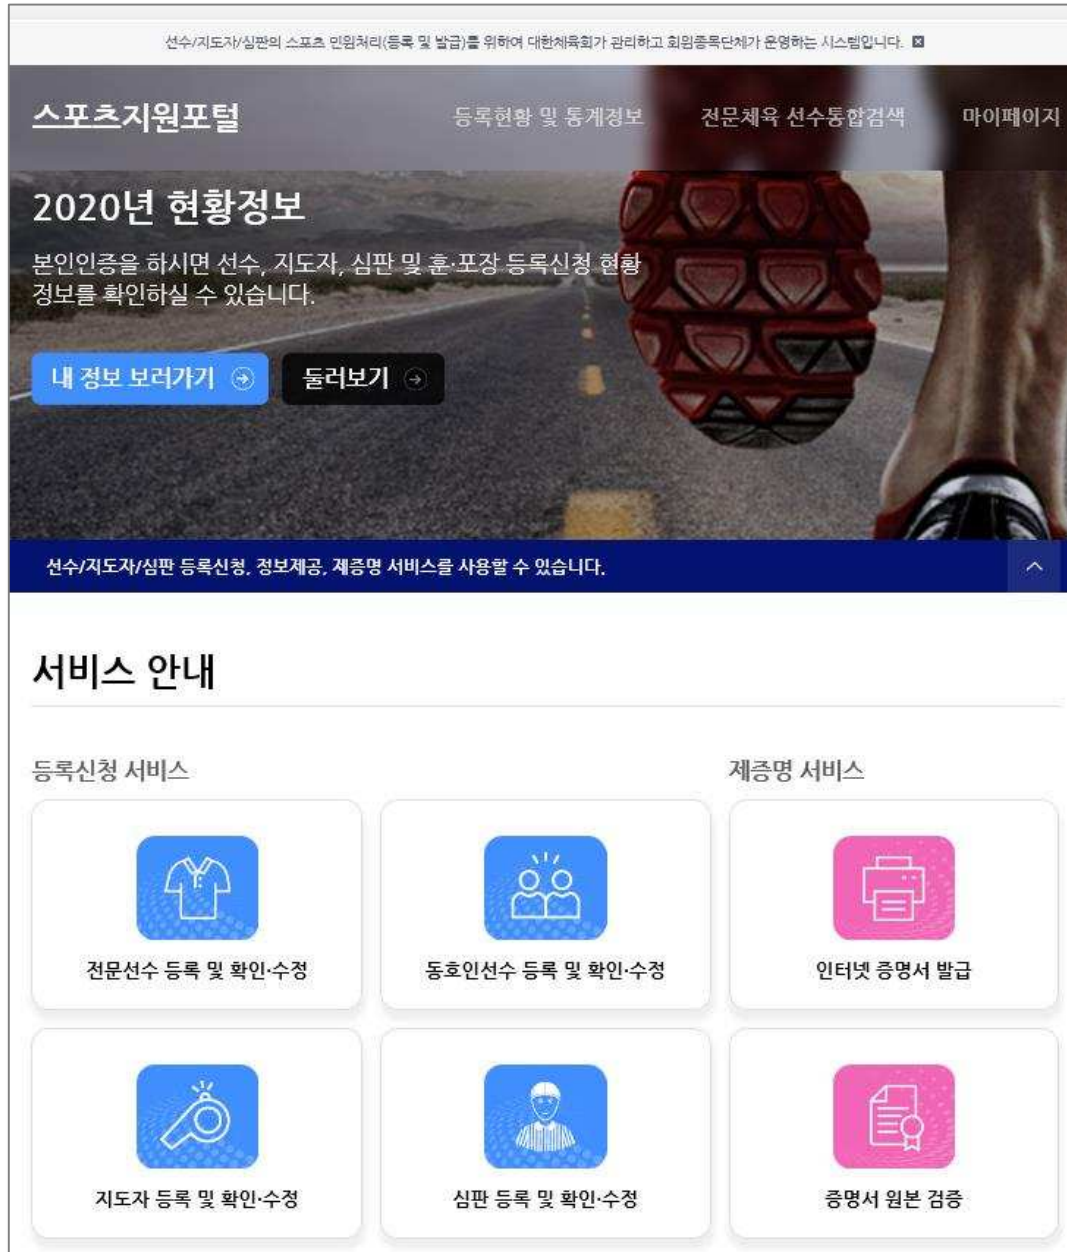 선수/지도자/심판의 스포츠 민원처리(등록 및 발급)를 위하여 대한체육회가 관리하고 회원종목단체가 운영하는 시스템입니다.
스포츠지원포털
등록현황 및 통계정보
전문체육 선수통합검색
마이페이지
2020년 현황정보
본인인증을 하시면 선수, 지도자, 심판 및 훈·포장 등록신청 현황
정보를 확인하실 수 있습니다.
내 정보 보러가기
둘러보기
선수/지도자/심판 등록신청, 정보제공, 제증명 서비스를 사용할 수 있습니다.
서비스 안내
등록신청 서비스
제증명 서비스
전문선수 등록 및 확인·수정
동호인선수 등록 및 확인·수정
인터넷 증명서 발급
지도자 등록 및 확인·수정
심판 등록 및 확인·수정
증명서 원본 검증